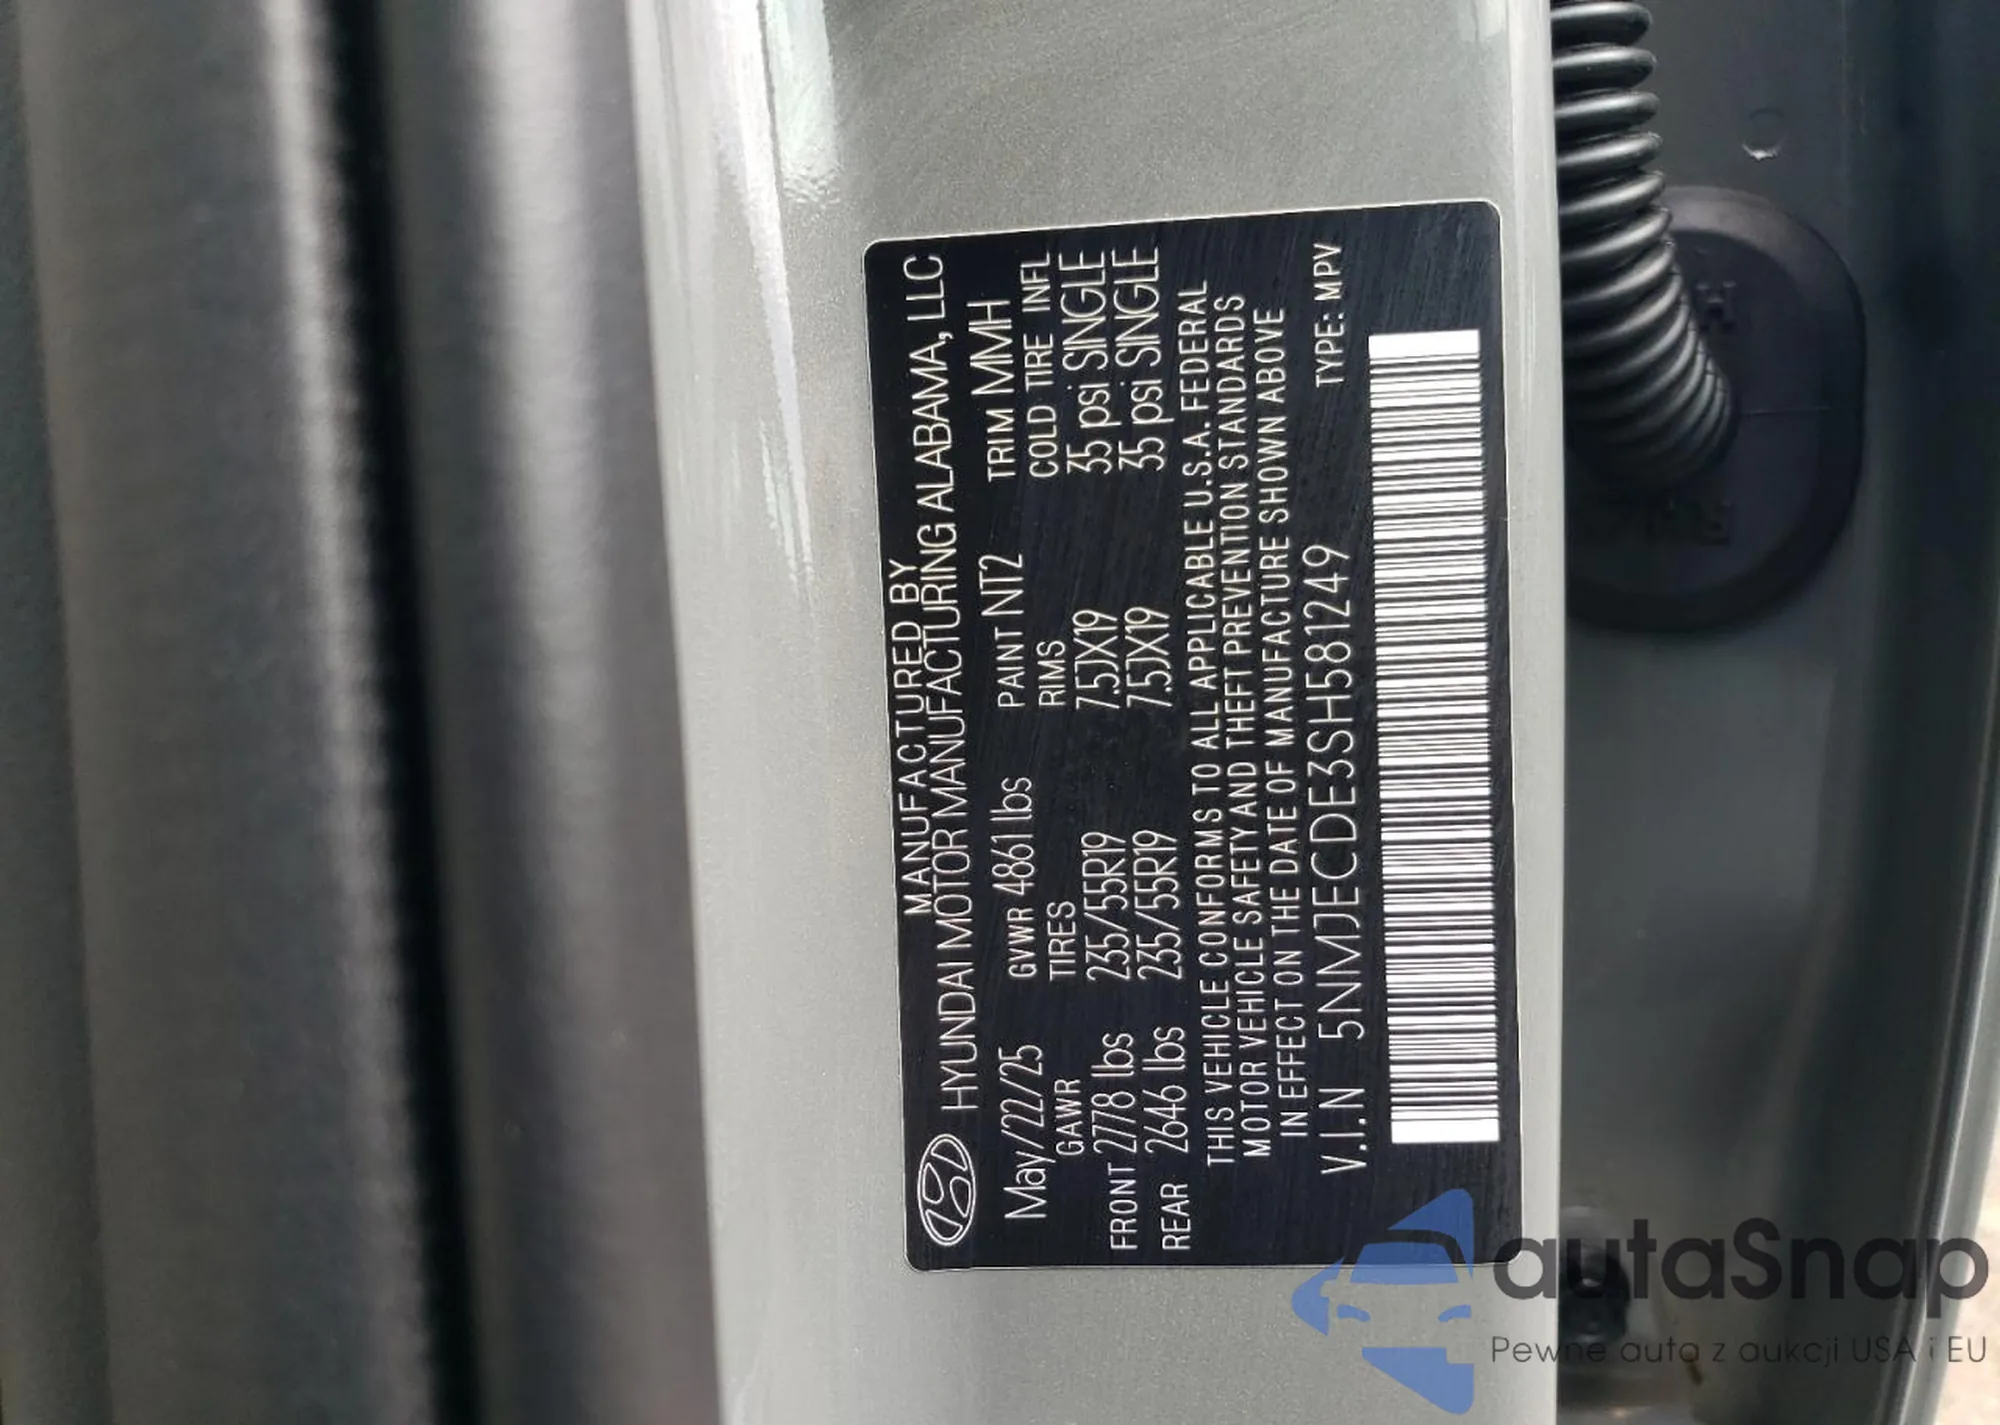 MANUFACTURED BY
HYUNDAI MOTOR MANUFACTURING ALABAMA, LLC
May/22/25 GVWR 4861 lbs PAINT NT2 TRIM MMH
GAWR TIRES RIMS COLD TIRE INFL
FRONT 2778 lbs 235/55R19 7.5JX19 35 psi SINGLE
REAR 2646 lbs 235/55R19 7.5JX19 35 psi SINGLE
THIS VEHICLE CONFORMS TO ALL APPLICABLE U.S.A. FEDERAL
MOTOR VEHICLE SAFETY AND THEFT PREVENTION STANDARDS
IN EFFECT ON THE DATE OF MANUFACTURE SHOWN ABOVE
V.I.N 5NMJECDE3SH581249 TYPE: MPV
autaSnap
Pewne auta z aukcji USA i EU